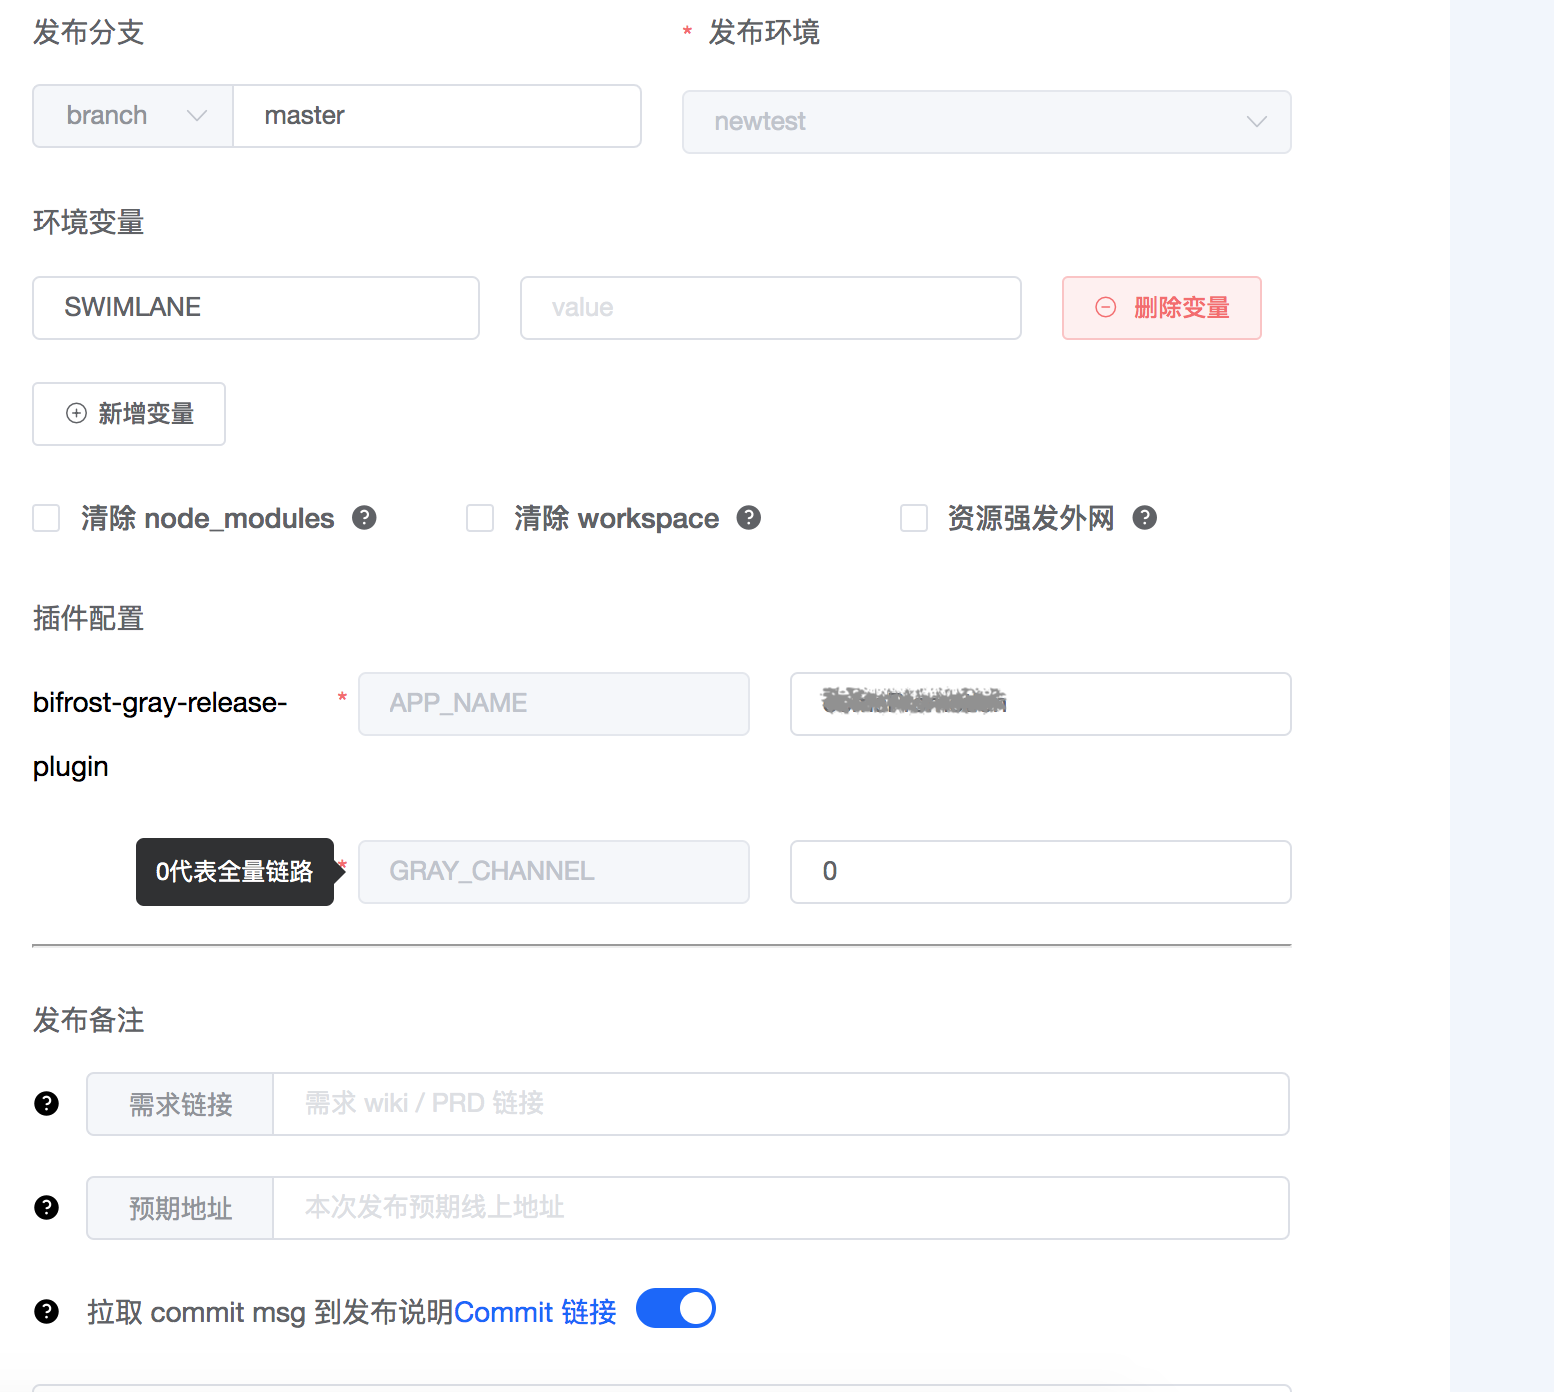 发布分支
* 发布环境
branch master
newtest
环境变量
SWIMLANE value 删除变量
新增变量
清除 node_modules 清除 workspace 资源强发外网
插件配置
bifrost-gray-release-plugin * APP_NAME
0代表全量链路 * GRAY_CHANNEL 0
发布备注
需求链接 需求 wiki / PRD 链接
预期地址 本次发布预期线上地址
拉取 commit msg 到发布说明Commit 链接